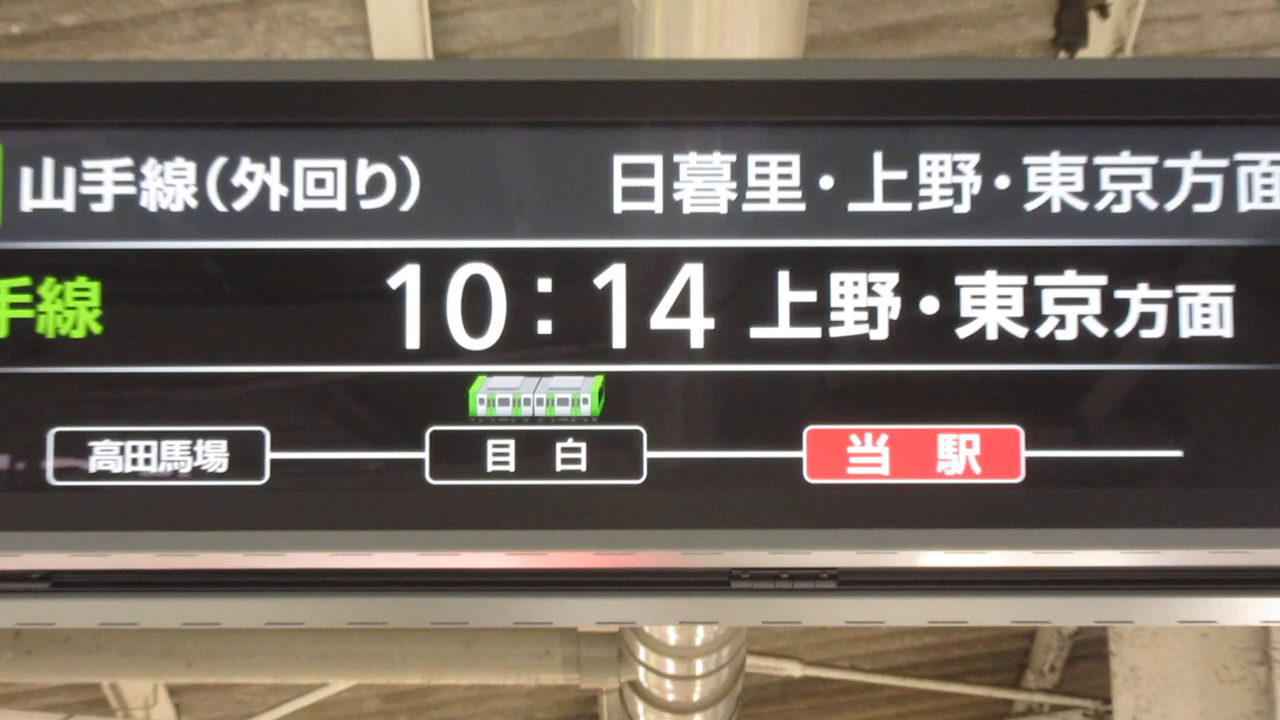 山手線(外回り) 日暮里・上野・東京方面
手線 10:14 上野・東京方面
高田馬場 目白 当駅